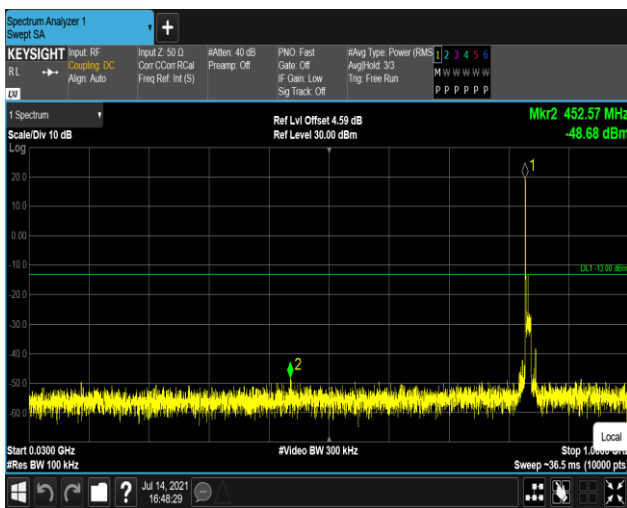 Spectrum Analyzer 1
Swept SA
KEYSIGHT
RL
LXI
Input: RF
Coupling: DC
Align: Auto
Input Z: 50 Ω
Corr CCorr RCal
Freq Ref: Int (S)
#Atten: 40 dB
Preamp: Off
PNO: Fast
Gate: Off
IF Gain: Low
Sig Track: Off
#Avg Type: Power (RMS
Avg|Hold: 3/3
Trig: Free Run
1 2 3 4 5 6
M W W W W W
P P P P P P
1 Spectrum
Scale/Div 10 dB
Ref Lvl Offset 4.59 dB
Ref Level 30.00 dBm
Mkr2 452.57 MHz
-48.68 dBm
Log
20.0
10.0
0.00
-10.0
-20.0
-30.0
-40.0
-50.0
-60.0
1
DL1 -13.00 dBm
2
Local
Start 0.0300 GHz
#Res BW 100 kHz
#Video BW 300 kHz
Stop 1.0000 GHz
Sweep ~36.5 ms (10000 pts)
?
Jul 14, 2021
16:48:29